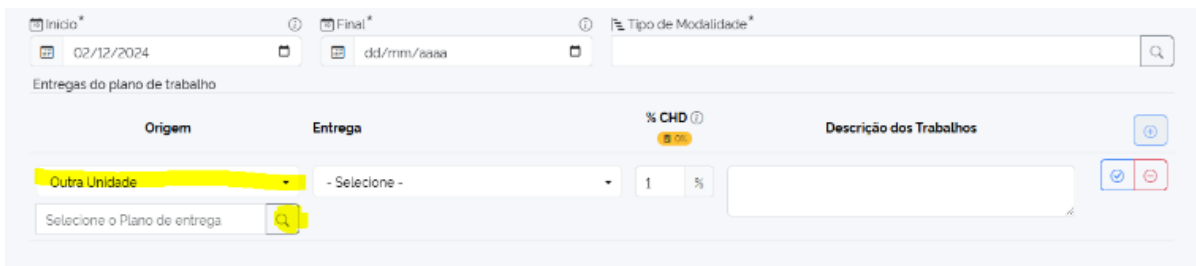 Início* Final* Tipo de Modalidade*
02/12/2024 dd/mm/aaaa
Entregas do plano de trabalho
Origem Entrega % CHD Descrição dos Trabalhos
0%
Outra Unidade - Selecione - 1 %
Selecione o Plano de entrega